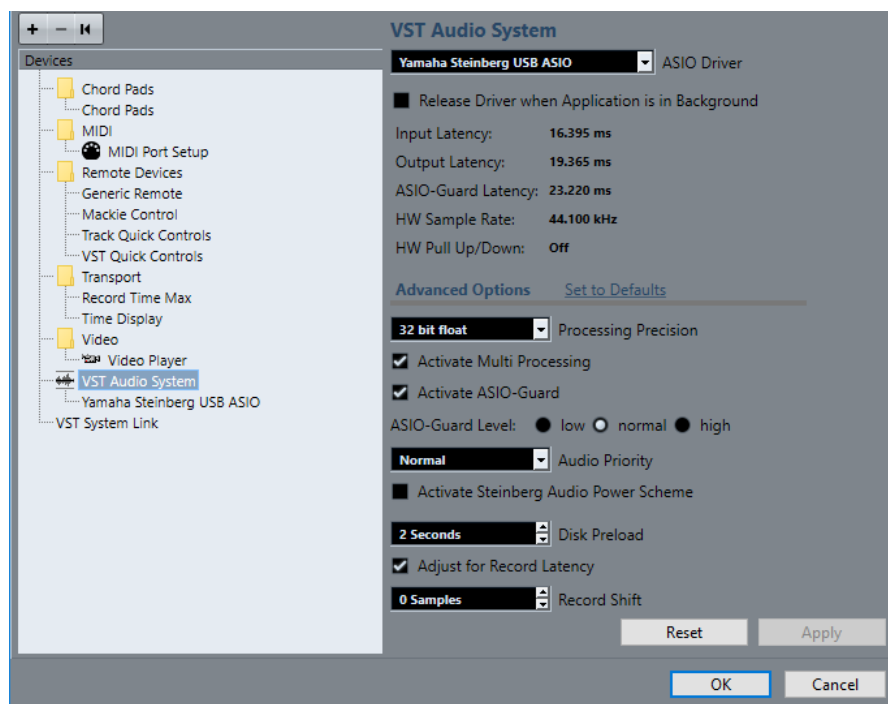 Devices
Chord Pads
Chord Pads
MIDI
MIDI Port Setup
Remote Devices
Generic Remote
Mackie Control
Track Quick Controls
VST Quick Controls
Transport
Record Time Max
Time Display
Video
Video Player
VST Audio System
Yamaha Steinberg USB ASIO
VST System Link
VST Audio System
Yamaha Steinberg USB ASIO ASIO Driver
Release Driver when Application is in Background
Input Latency: 16.395 ms
Output Latency: 19.365 ms
ASIO-Guard Latency: 23.220 ms
HW Sample Rate: 44.100 kHz
HW Pull Up/Down: Off
Advanced Options Set to Defaults
32 bit float Processing Precision
Activate Multi Processing
Activate ASIO-Guard
ASIO-Guard Level: low normal high
Normal Audio Priority
Activate Steinberg Audio Power Scheme
2 Seconds Disk Preload
Adjust for Record Latency
0 Samples Record Shift
Reset Apply
OK Cancel